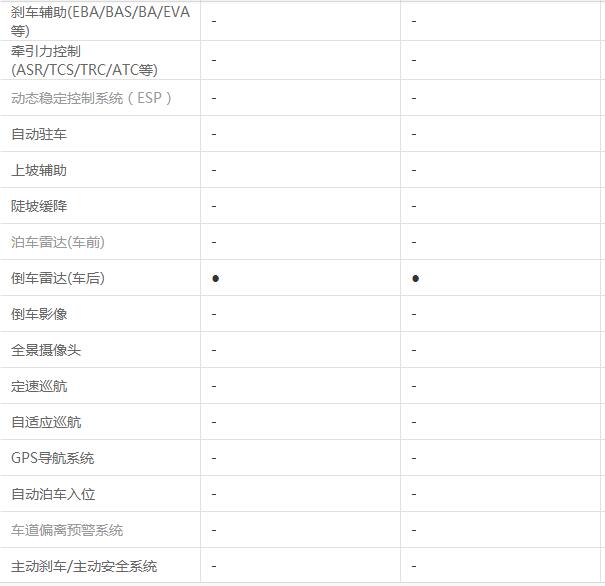 刹车辅助(EBA/BAS/BA/EVA - -
等)
牵引力控制 - -
(ASR/TCS/TRC/ATC等)
动态稳定控制系统（ESP） - -
自动驻车 - -
上坡辅助 - -
陡坡缓降 - -
泊车雷达(车前) - -
倒车雷达(车后) ● ●
倒车影像 - -
全景摄像头 - -
定速巡航 - -
自适应巡航 - -
GPS导航系统 - -
自动泊车入位 - -
车道偏离预警系统 - -
主动刹车/主动安全系统 - -